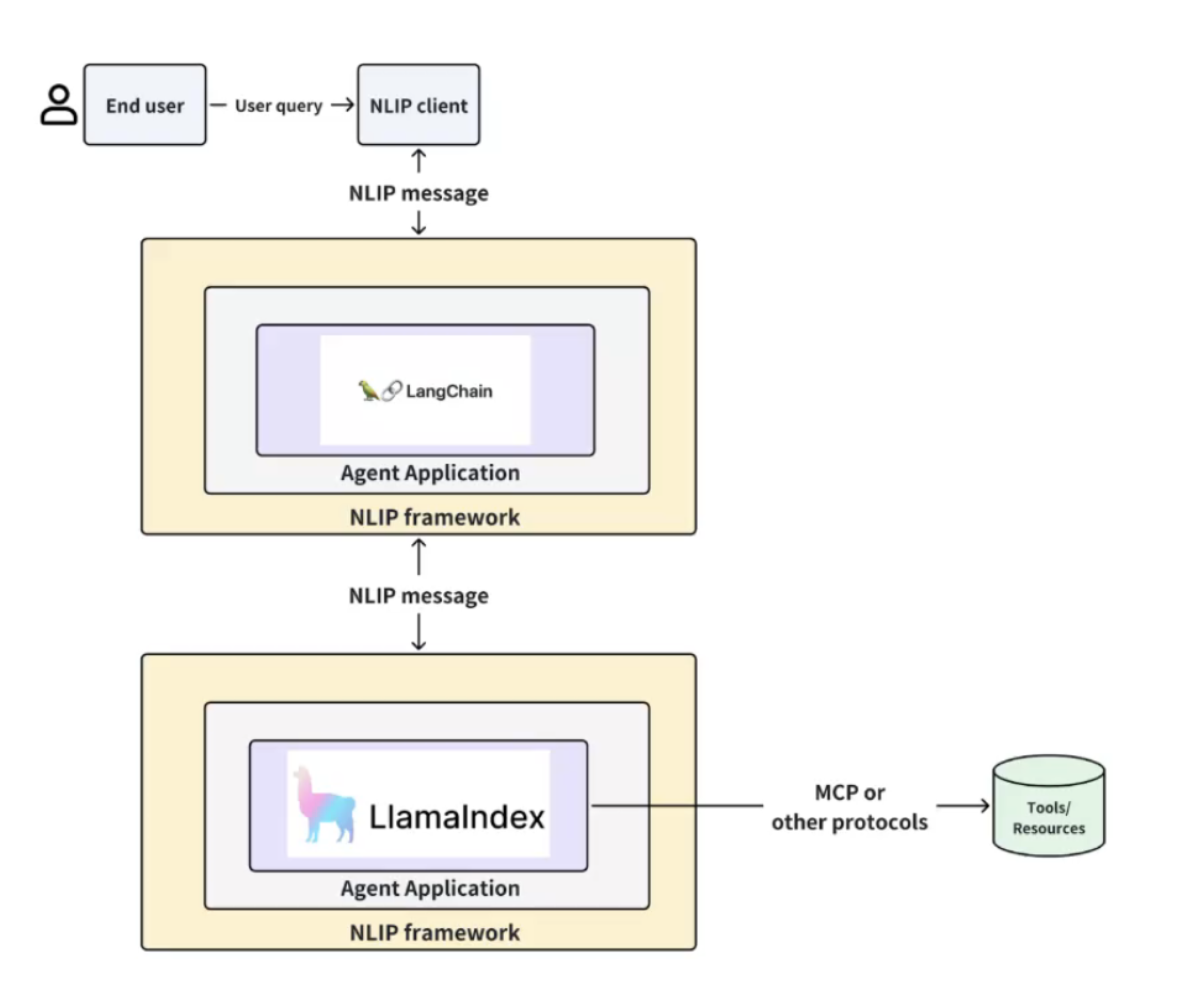 End user
User query
NLIP client
NLIP message
LangChain
Agent Application
NLIP framework
NLIP message
LlamaIndex
Agent Application
NLIP framework
MCP or
other protocols
Tools/
Resources